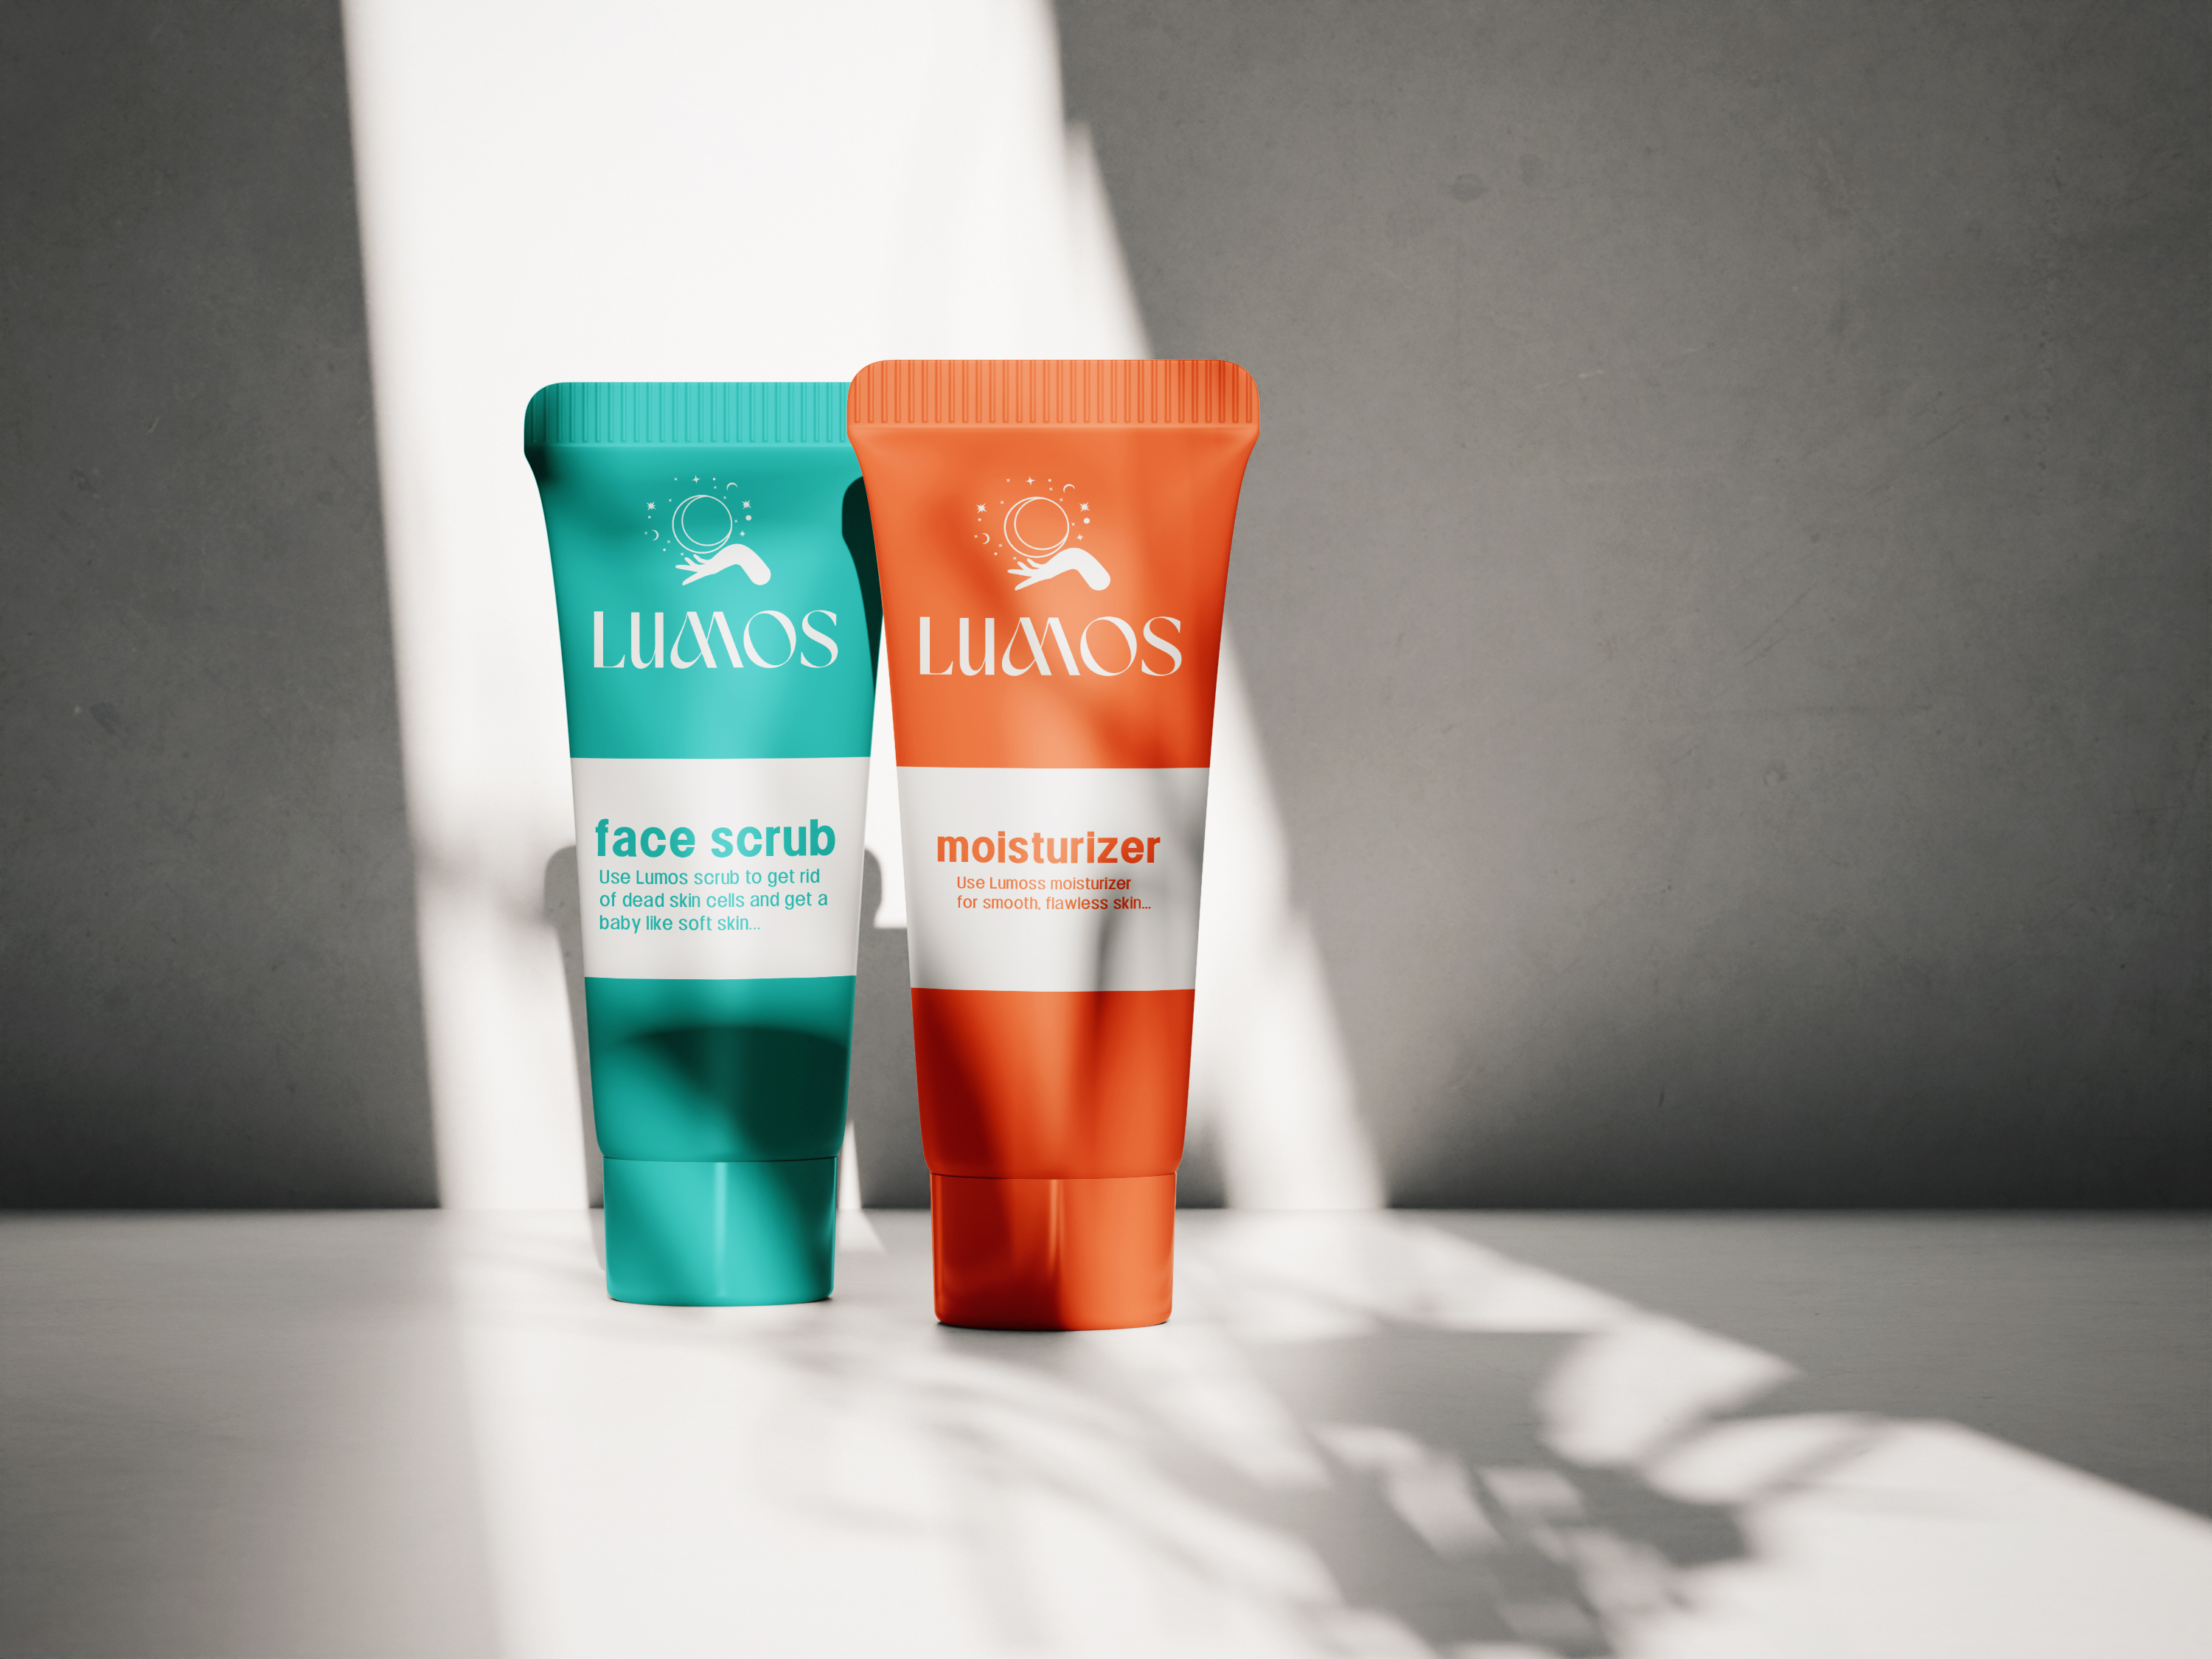 LUMOS
face scrub
Use Lumos scrub to get rid
of dead skin cells and get a
baby like soft skin...
LUMOS
moisturizer
Use Lumoss moisturizer
for smooth, flawless skin...